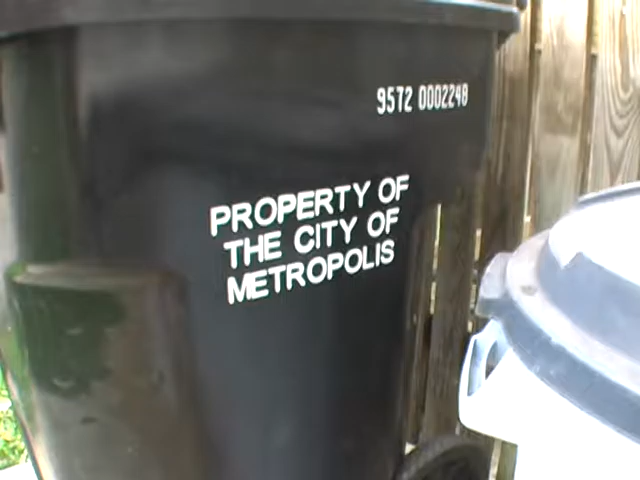 9572 0002248
PROPERTY OF
THE CITY OF
METROPOLIS